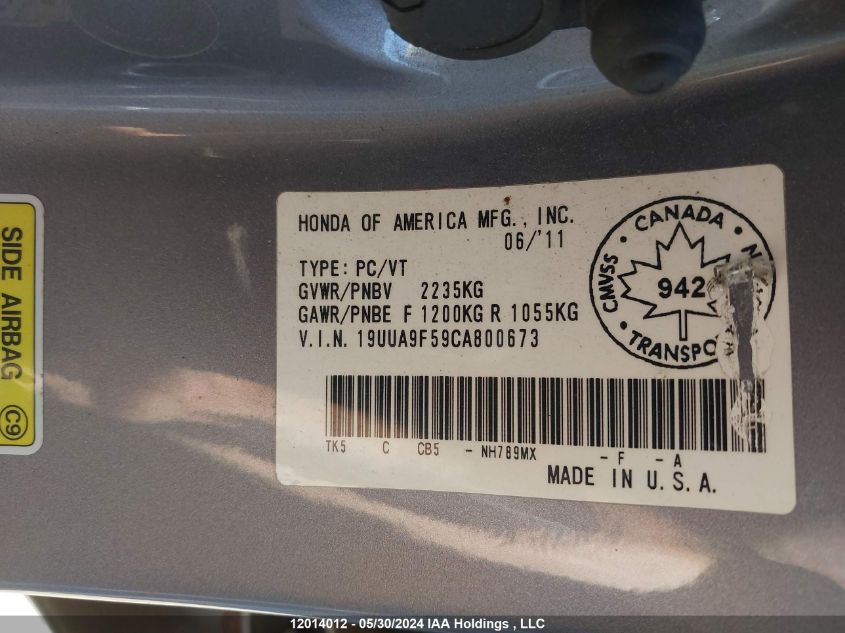 HONDA OF AMERICA MFG., INC.
06/'11
TYPE: PC/VT
GVWR/PNBV 2235KG
GAWR/PNBE F 1200KG R 1055KG
V.I.N. 19UUA9F59CA800673
CANADA
CMVSS
942
TK5 C CB5 - NH789MX - F - A
MADE IN U.S.A.
SIDE AIRBAG
C9
12014012 - 05/30/2024 IAA Holdings , LLC